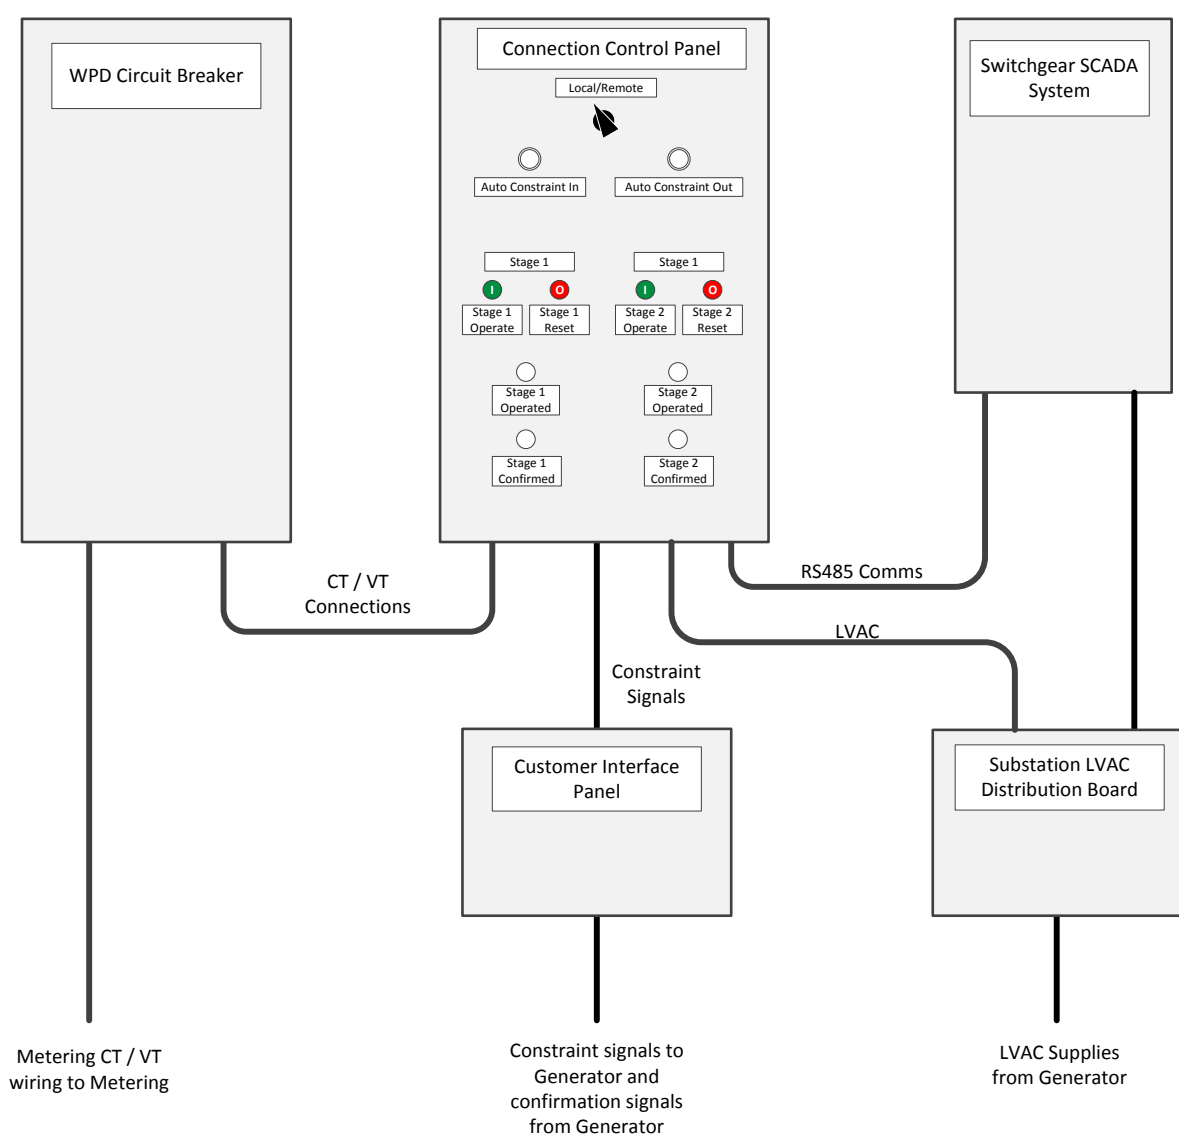 WPD Circuit Breaker
Connection Control Panel
Local/Remote
Auto Constraint In
Auto Constraint Out
Stage 1
Stage 1
I
O
I
O
Stage 1
Operate
Stage 1
Reset
Stage 2
Operate
Stage 2
Reset
Stage 1
Operated
Stage 2
Operated
Stage 1
Confirmed
Stage 2
Confirmed
Switchgear SCADA
System
CT / VT
Connections
RS485 Comms
LVAC
Constraint
Signals
Customer Interface
Panel
Substation LVAC
Distribution Board
Metering CT / VT
wiring to Metering
Constraint signals to
Generator and
confirmation signals
from Generator
LVAC Supplies
from Generator